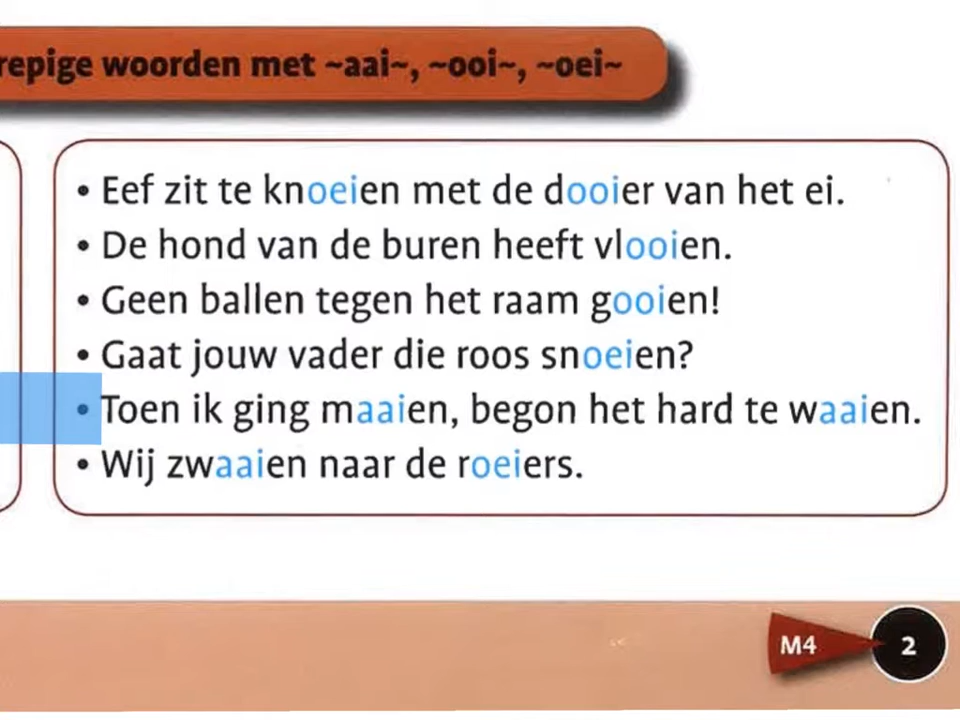 repige woorden met ~aai~, ~ooi~, ~oei~
• Eef zit te knoeien met de dooier van het ei.
• De hond van de buren heeft vlooien.
• Geen ballen tegen het raam gooien!
• Gaat jouw vader die roos snoeien?
• Toen ik ging maaien, begon het hard te waaien.
• Wij zwaaien naar de roeiers.
M4 2